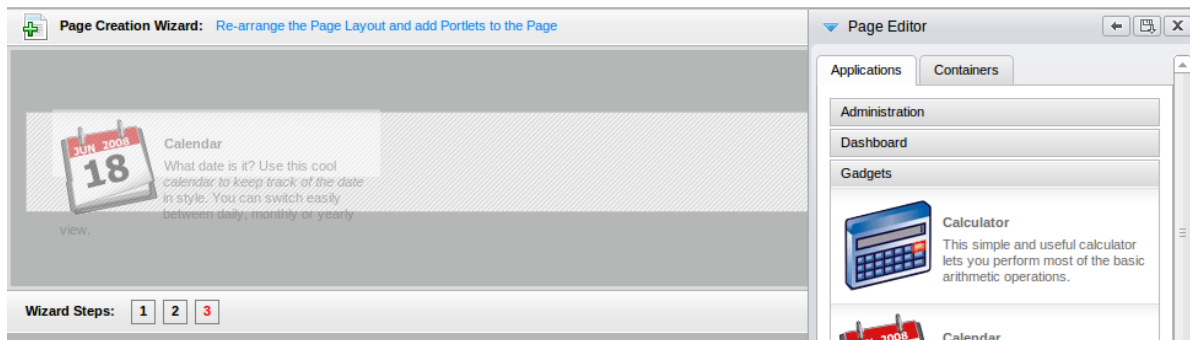 Page Creation Wizard: Re-arrange the Page Layout and add Portlets to the Page
JUN 2008
18
Calendar
What date is it? Use this cool
calendar to keep track of the date
in style. You can switch easily
between daily, monthly or yearly
view.
Wizard Steps: 1 2 3
Page Editor
Applications Containers
Administration
Dashboard
Gadgets
Calculator
This simple and useful calculator
lets you perform most of the basic
arithmetic operations.
2008
Calendar